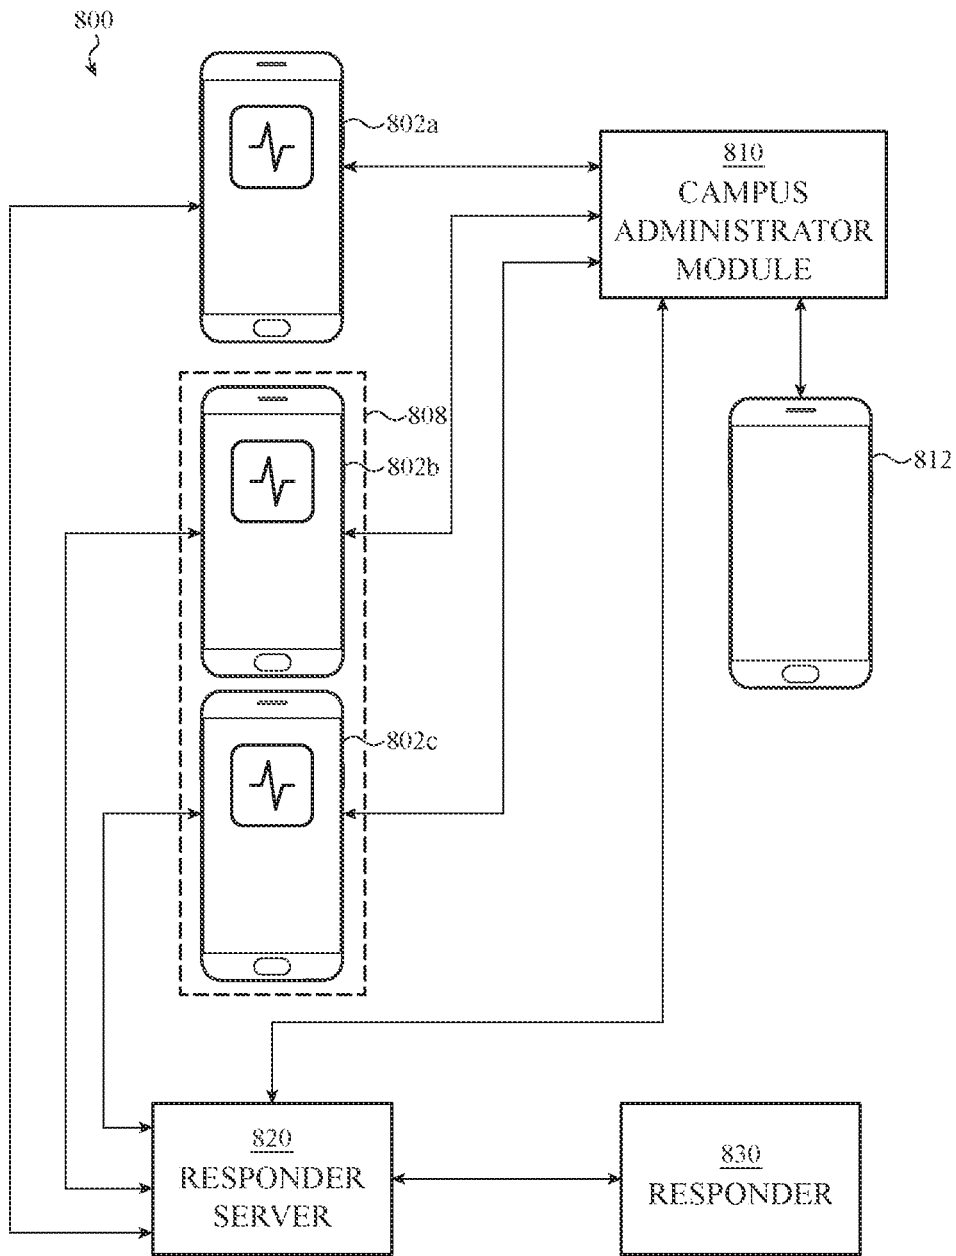 800
802a
810
CAMPUS
ADMINISTRATOR
MODULE
808
802b
812
802c
820
RESPONDER
SERVER
830
RESPONDER